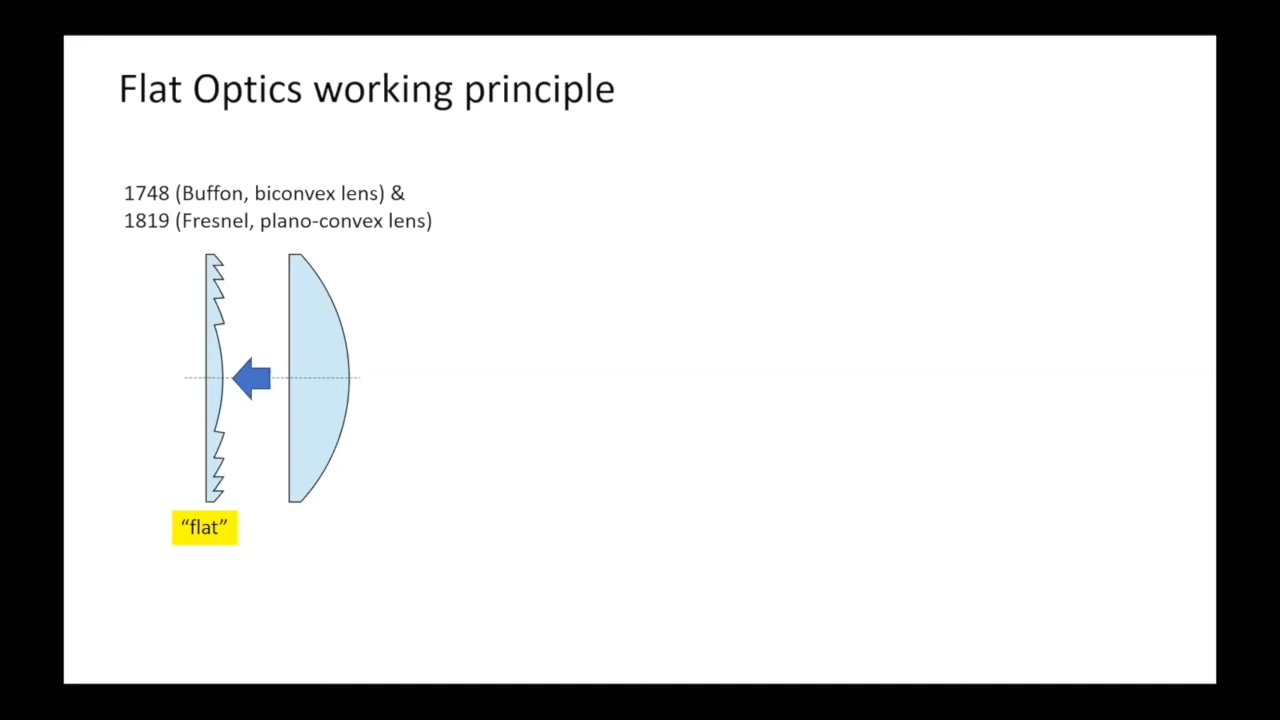 Flat Optics working principle
1748 (Buffon, biconvex lens) &
1819 (Fresnel, plano-convex lens)
“flat”